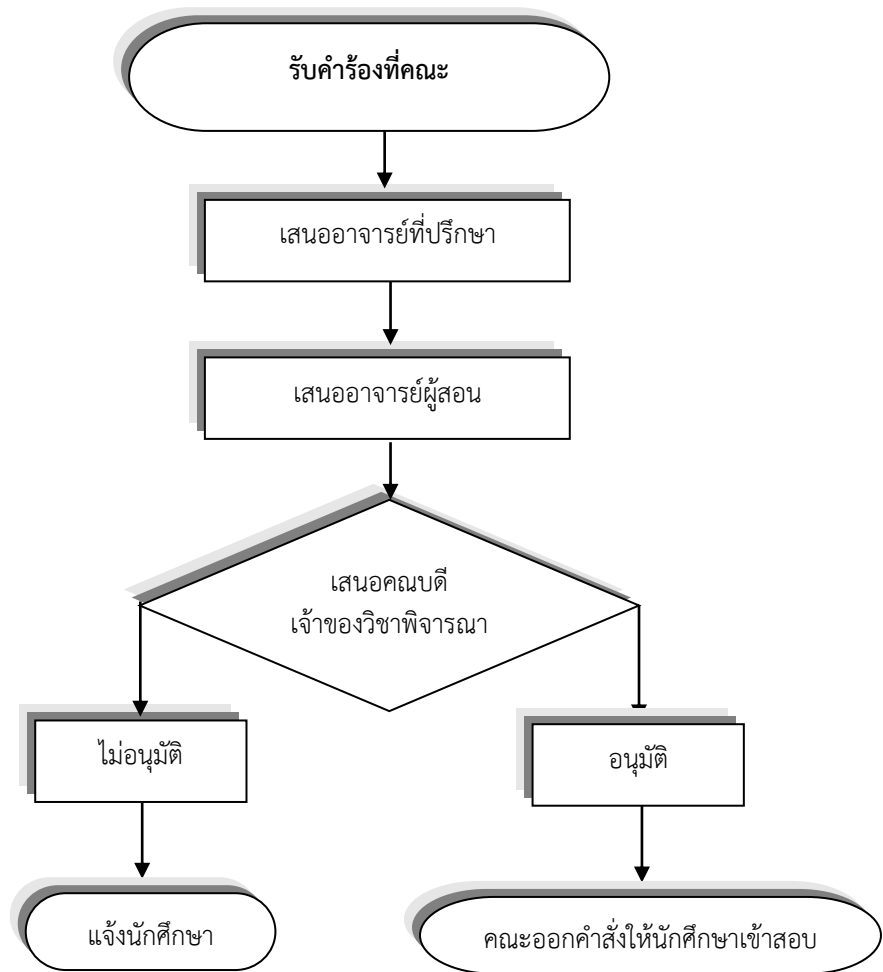 รับคำร้องที่คณะ
เสนออาจารย์ที่ปรึกษา
เสนออาจารย์ผู้สอน
เสนอคณบดี
เจ้าของวิชาพิจารณา
ไม่อนุมัติ
อนุมัติ
แจ้งนักศึกษา
คณะออกคำสั่งให้นักศึกษาเข้าสอบ